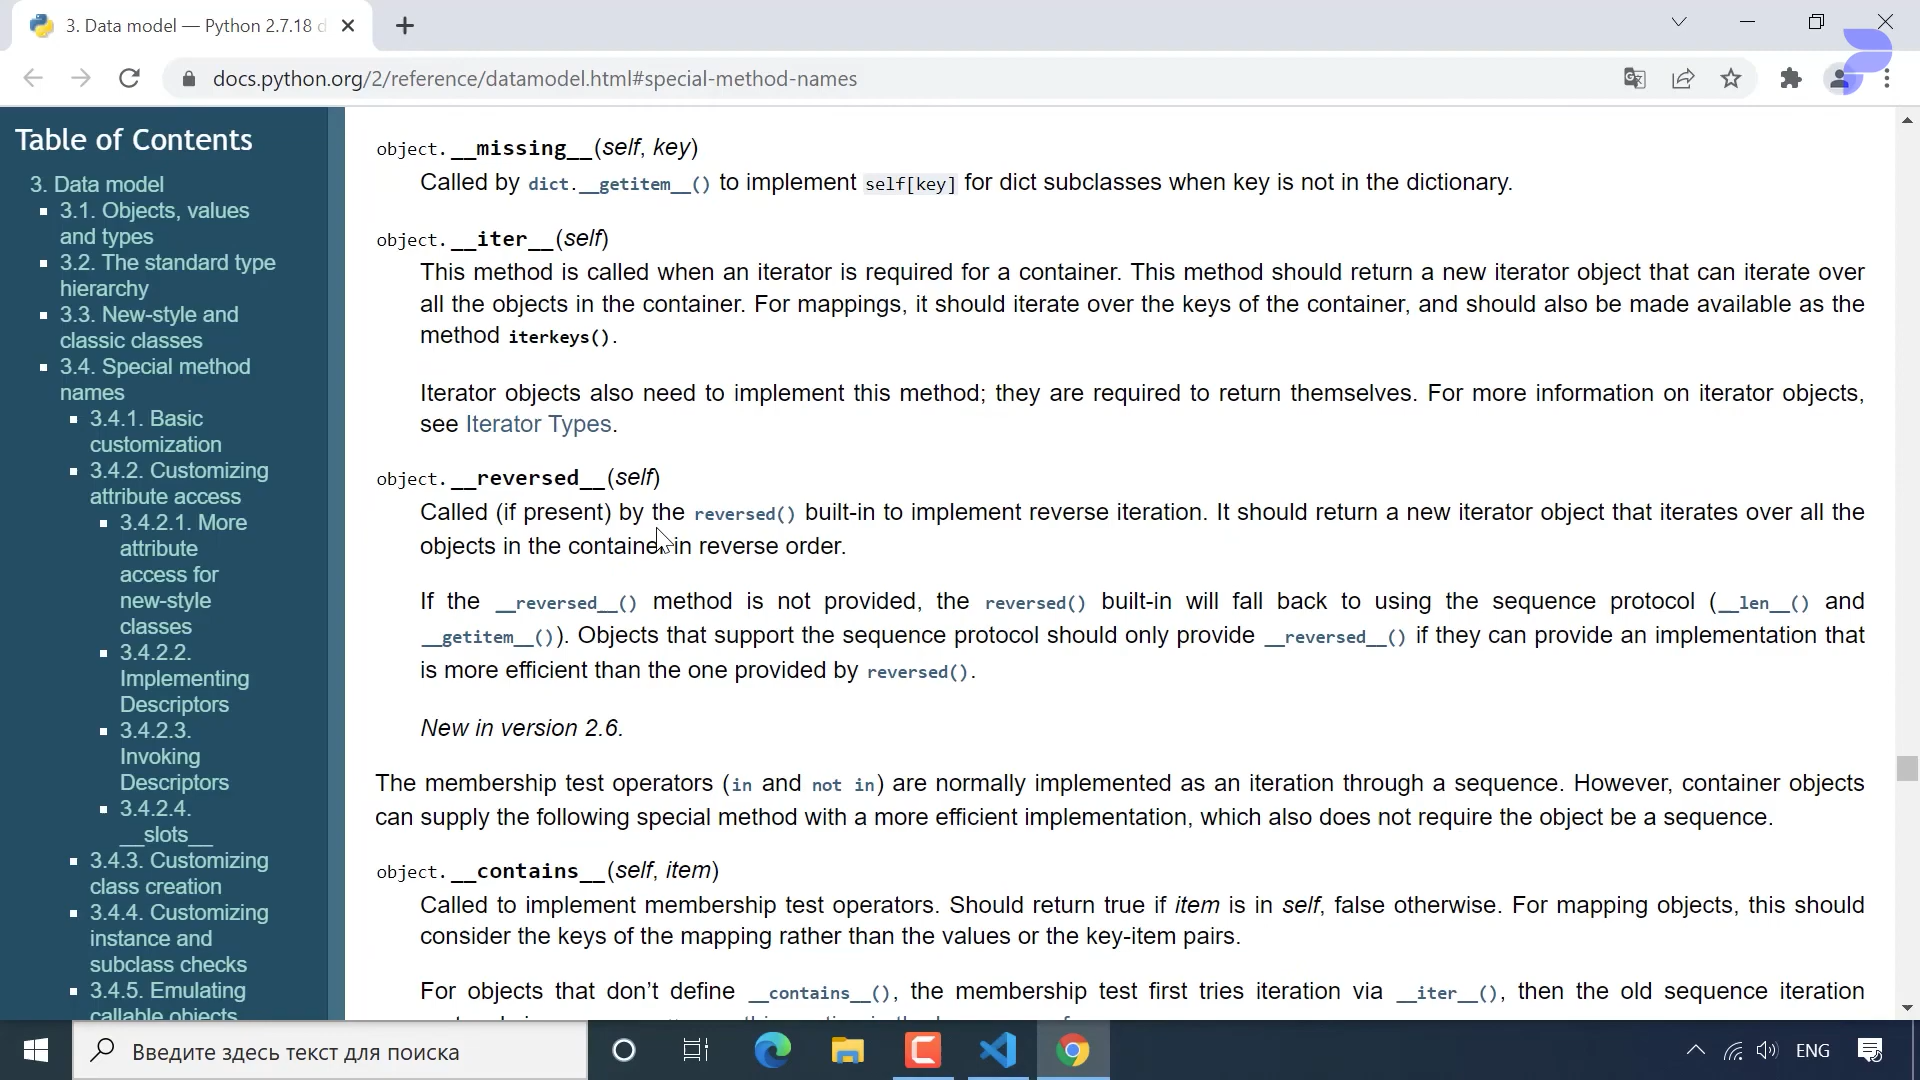 3. Data model — Python 2.7.18 d
docs.python.org/2/reference/datamodel.html#special-method-names
Table of Contents
3. Data model
3.1. Objects, values
and types
3.2. The standard type
hierarchy
3.3. New-style and
classic classes
3.4. Special method
names
3.4.1. Basic
customization
3.4.2. Customizing
attribute access
3.4.2.1. More
attribute
access for
new-style
classes
3.4.2.2.
Implementing
Descriptors
3.4.2.3.
Invoking
Descriptors
3.4.2.4.
__slots__
3.4.3. Customizing
class creation
3.4.4. Customizing
instance and
subclass checks
3.4.5. Emulating
callable objects
object.__missing__(self, key)
Called by dict.__getitem__() to implement self[key] for dict subclasses when key is not in the dictionary.
object.__iter__(self)
This method is called when an iterator is required for a container. This method should return a new iterator object that can iterate over
all the objects in the container. For mappings, it should iterate over the keys of the container, and should also be made available as the
method iterkeys().
Iterator objects also need to implement this method; they are required to return themselves. For more information on iterator objects,
see Iterator Types.
object.__reversed__(self)
Called (if present) by the reversed() built-in to implement reverse iteration. It should return a new iterator object that iterates over all the
objects in the container in reverse order.
If the __reversed__() method is not provided, the reversed() built-in will fall back to using the sequence protocol (__len__() and
__getitem__()). Objects that support the sequence protocol should only provide __reversed__() if they can provide an implementation that
is more efficient than the one provided by reversed().
New in version 2.6.
The membership test operators (in and not in) are normally implemented as an iteration through a sequence. However, container objects
can supply the following special method with a more efficient implementation, which also does not require the object be a sequence.
object.__contains__(self, item)
Called to implement membership test operators. Should return true if item is in self, false otherwise. For mapping objects, this should
consider the keys of the mapping rather than the values or the key-item pairs.
For objects that don’t define __contains__(), the membership test first tries iteration via __iter__(), then the old sequence iteration
Введите здесь текст для поиска
ENG